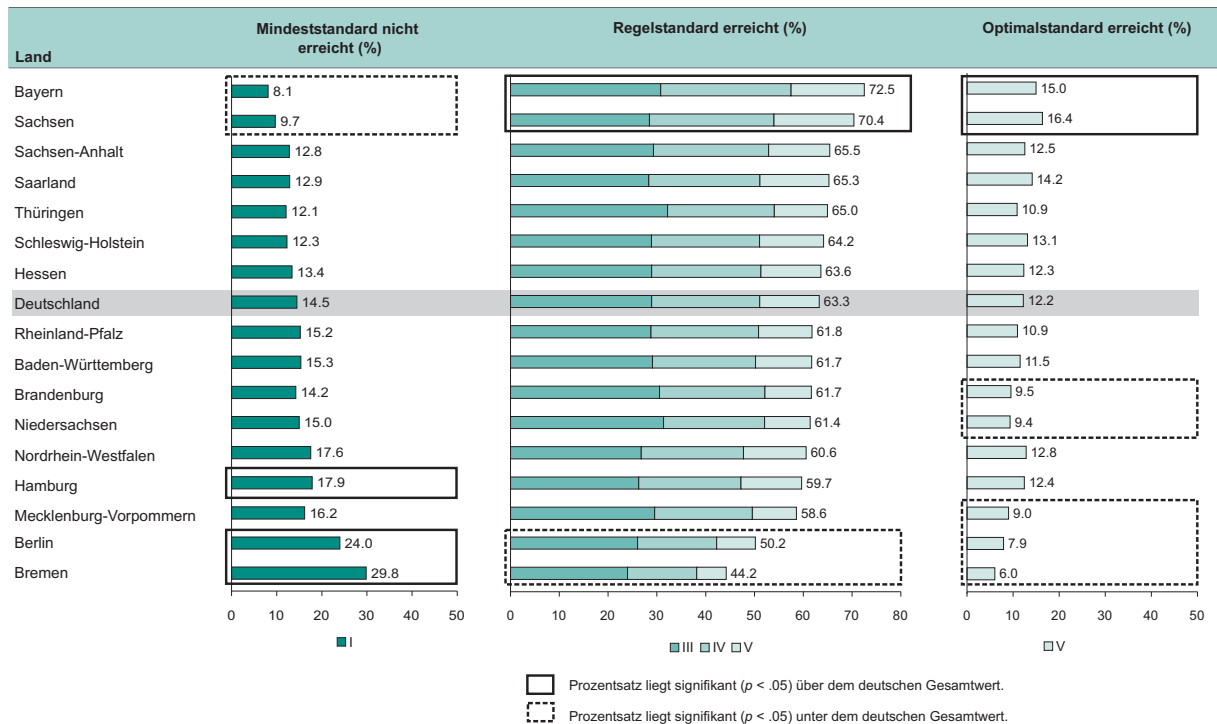 Land
Mindeststandard nicht
erreicht (%)
Regelstandard erreicht (%)
Optimalstandard erreicht (%)
Bayern 8.1 72.5 15.0
Sachsen 9.7 70.4 16.4
Sachsen-Anhalt 12.8 65.5 12.5
Saarland 12.9 65.3 14.2
Thüringen 12.1 65.0 10.9
Schleswig-Holstein 12.3 64.2 13.1
Hessen 13.4 63.6 12.3
Deutschland 14.5 63.3 12.2
Rheinland-Pfalz 15.2 61.8 10.9
Baden-Württemberg 15.3 61.7 11.5
Brandenburg 14.2 61.7 9.5
Niedersachsen 15.0 61.4 9.4
Nordrhein-Westfalen 17.6 60.6 12.8
Hamburg 17.9 59.7 12.4
Mecklenburg-Vorpommern 16.2 58.6 9.0
Berlin 24.0 50.2 7.9
Bremen 29.8 44.2 6.0
0 10 20 30 40 50 0 10 20 30 40 50 60 70 80 0 10 20 30 40 50
I III IV V V
Prozentsatz liegt signifikant (p < .05) über dem deutschen Gesamtwert.
Prozentsatz liegt signifikant (p < .05) unter dem deutschen Gesamtwert.